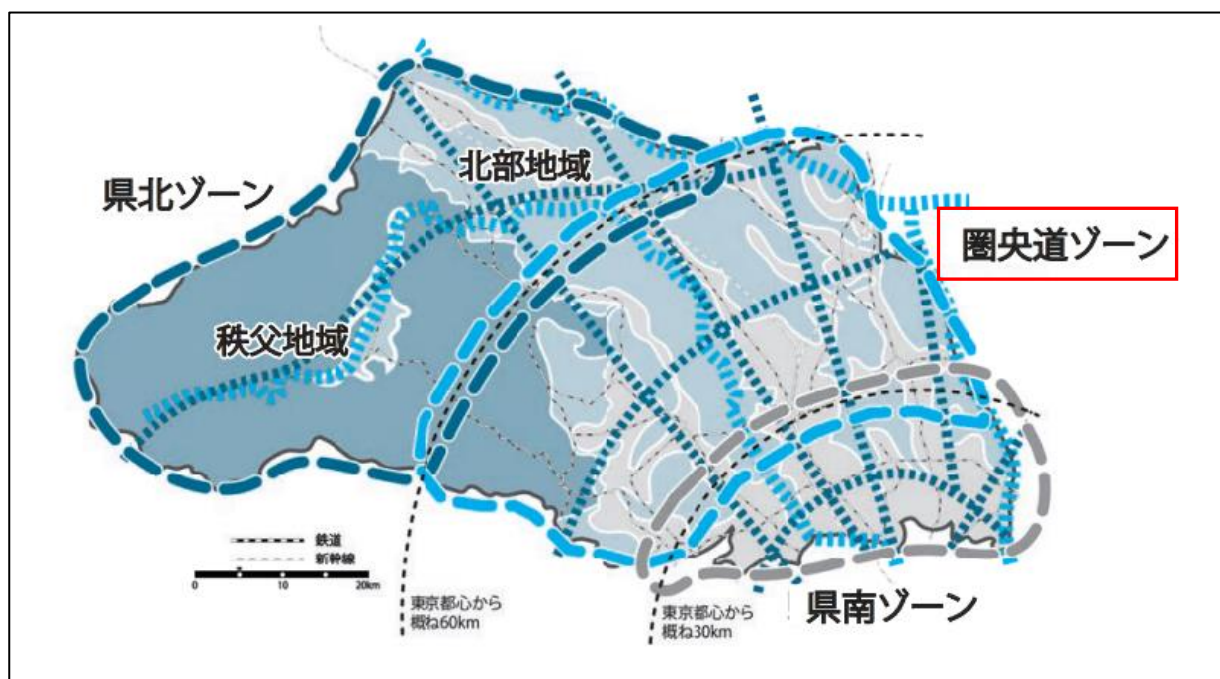 北部地域
県北ゾーン
圏央道ゾーン
秩父地域
鉄道
新幹線
0 10 20km
東京都心から
概ね60km
東京都心から
概ね30km
県南ゾーン